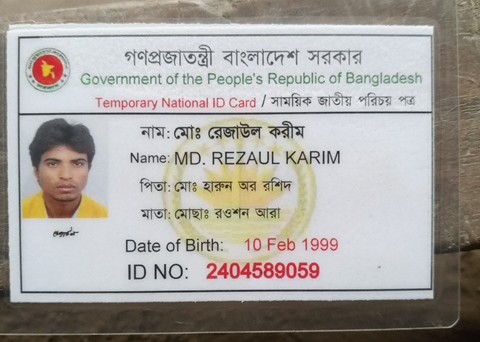 গণপ্রজাতন্ত্রী বাংলাদেশ সরকার
Government of the People's Republic of Bangladesh
Temporary National ID Card / সাময়িক জাতীয় পরিচয় পত্র
নাম: মোঃ রেজাউল করীম
Name: MD. REZAUL KARIM
পিতা: মোঃ হারুন অর রশিদ
মাতা: মোছাঃ রওশন আরা
Date of Birth: 10 Feb 1999
ID NO: 2404589059